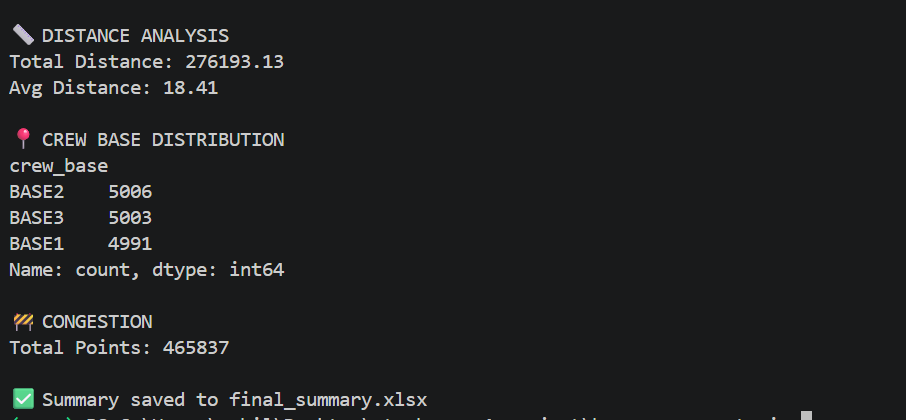 📏 DISTANCE ANALYSIS
Total Distance: 276193.13
Avg Distance: 18.41
📍 CREW BASE DISTRIBUTION
crew_base
BASE2    5006
BASE3    5003
BASE1    4991
Name: count, dtype: int64
🚧 CONGESTION
Total Points: 465837
✅ Summary saved to final_summary.xlsx